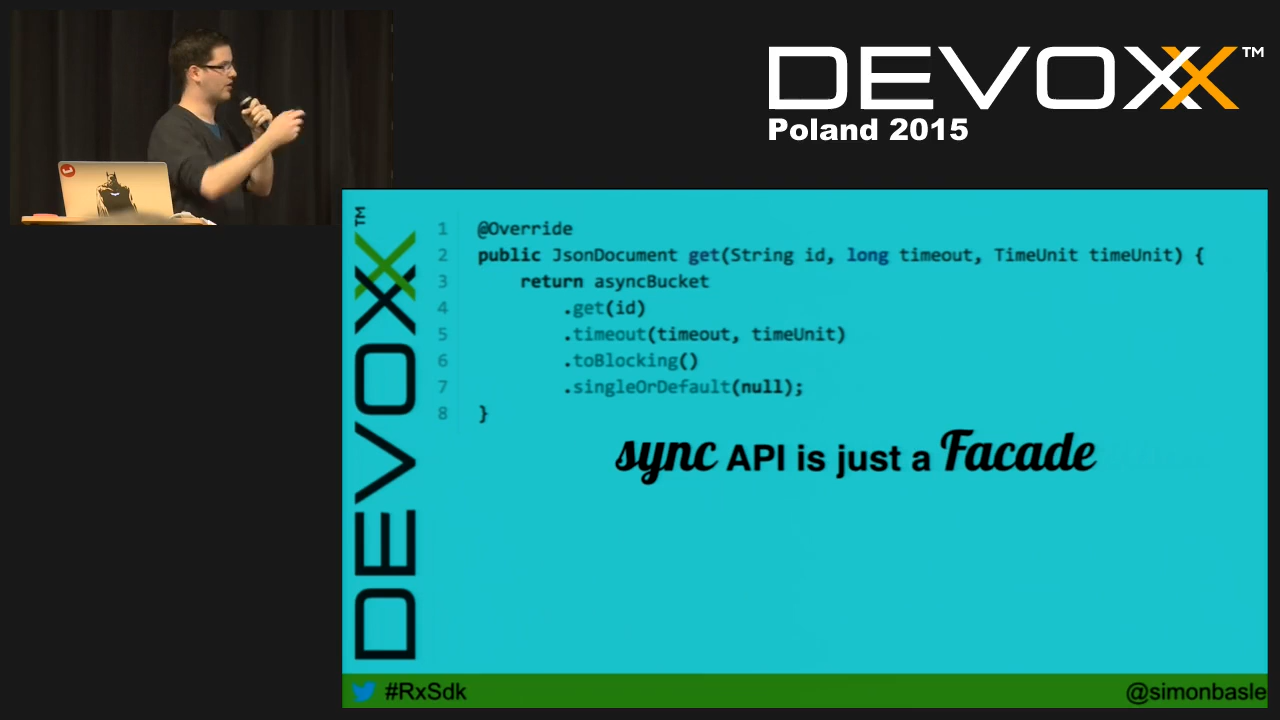 DEVOXX™
Poland 2015
DEVOXX™
1 @Override
2 public JsonDocument get(String id, long timeout, TimeUnit timeUnit) {
3 return asyncBucket
4 .get(id)
5 .timeout(timeout, timeUnit)
6 .toBlocking()
7 .singleOrDefault(null);
8 }
sync API is just a Facade
#RxSdk
@simonbasle